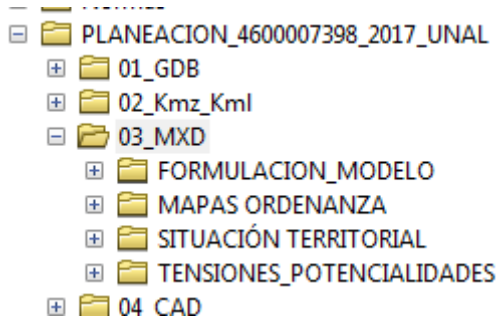 PLANEACION_4600007398_2017_UNAL
01_GDB
02_Kmz_Kml
03_MXD
FORMULACION_MODELO
MAPAS ORDENANZA
SITUACIÓN TERRITORIAL
TENSIONES_POTENCIALIDADES
04_CAD